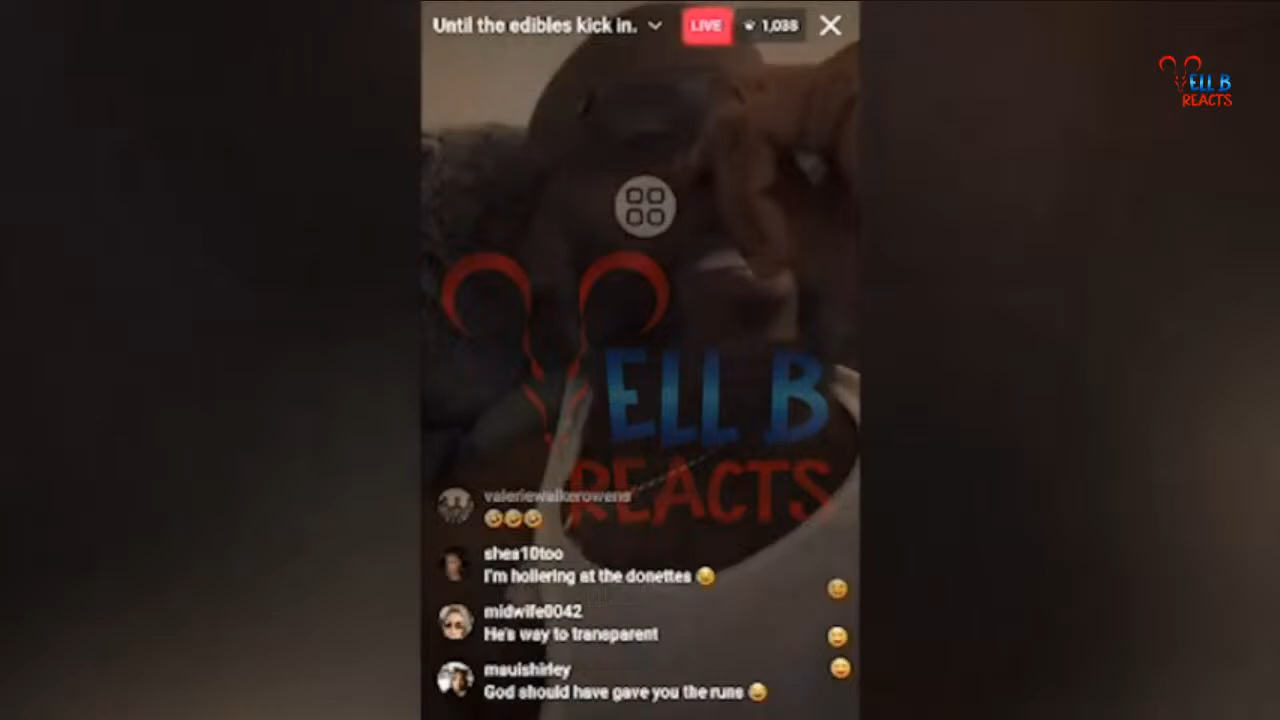 Until the edibles kick in.
LIVE
1,038
ELL B
REACTS
ELL B
REACTS
valeriewalkerowens
🤣🤣🤣
shea10too
I'm hollering at the donettes 😂
midwife0042
He's way to transparent
mauishirley
God should have gave you the runs 😂